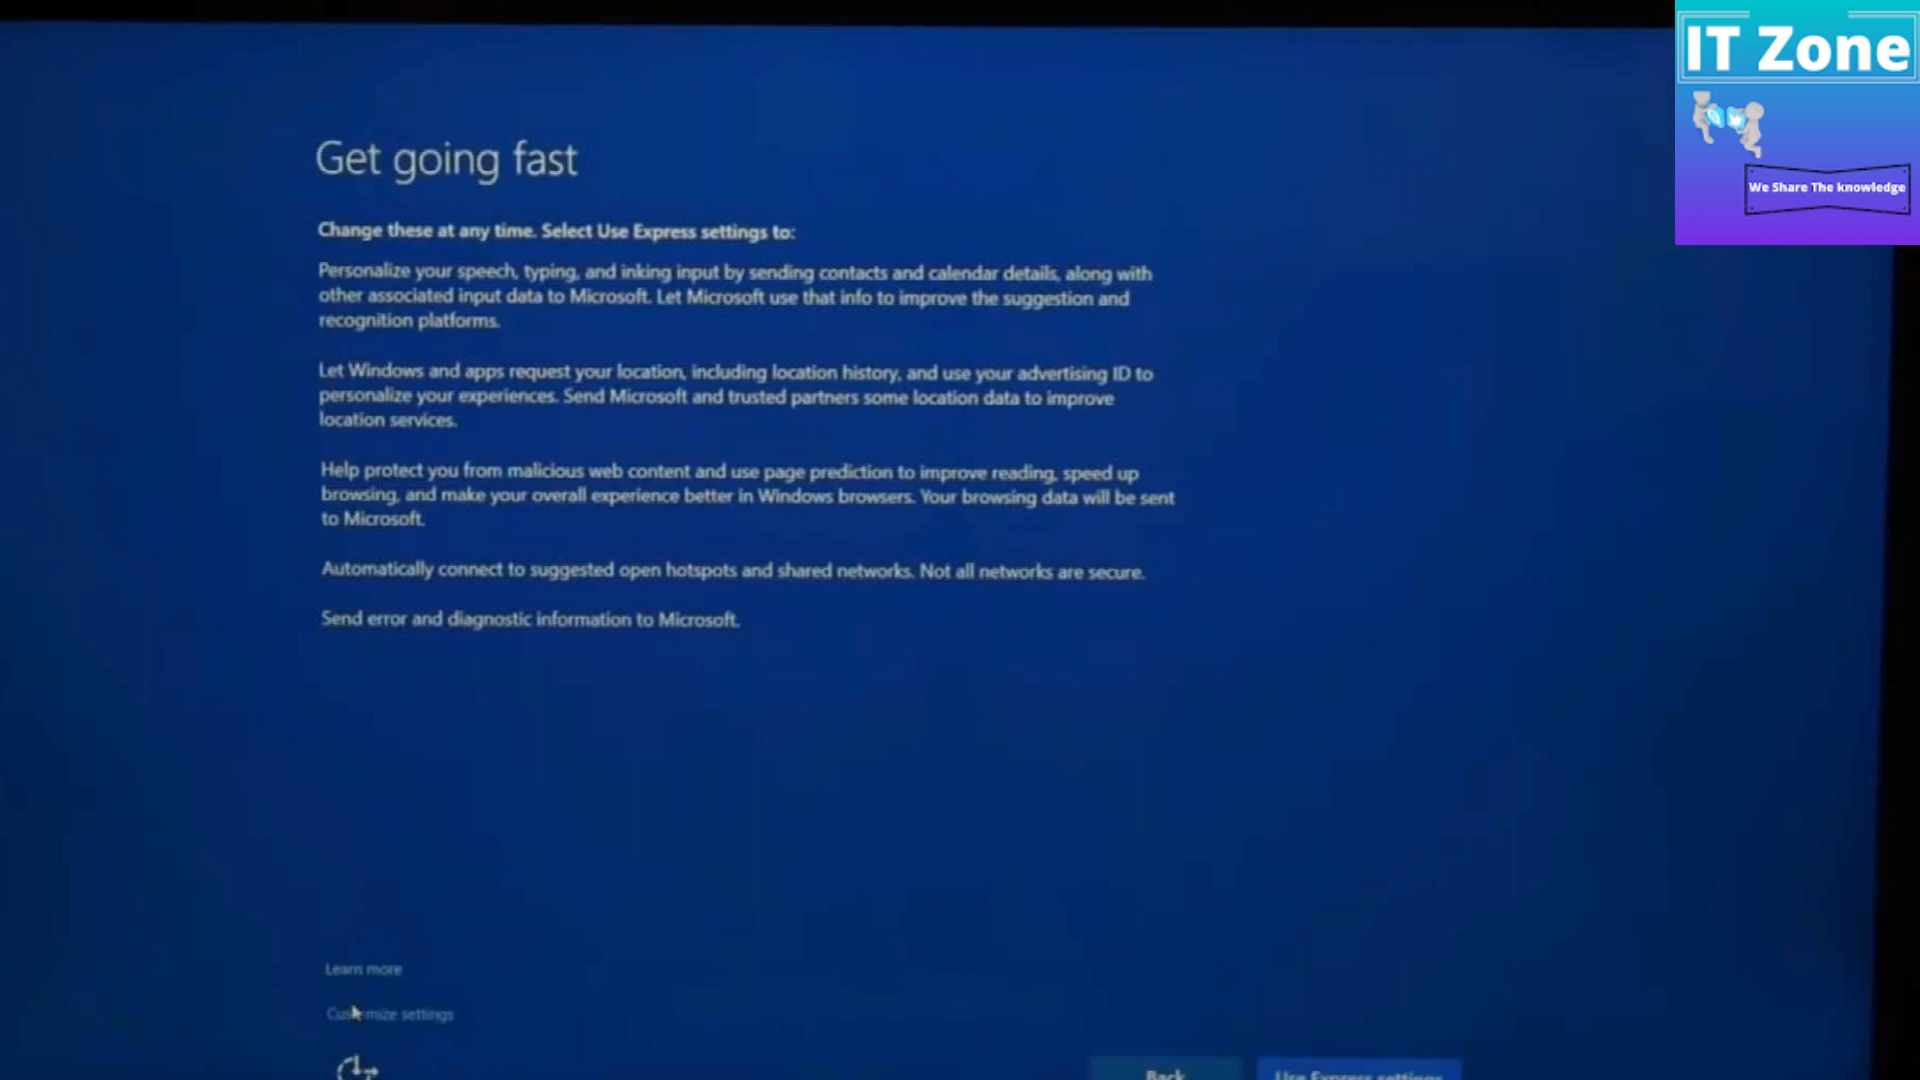 IT Zone
We Share The knowledge
Get going fast
Change these at any time. Select Use Express settings to:
Personalize your speech, typing, and inking input by sending contacts and calendar details, along with
other associated input data to Microsoft. Let Microsoft use that info to improve the suggestion and
recognition platforms.
Let Windows and apps request your location, including location history, and use your advertising ID to
personalize your experiences. Send Microsoft and trusted partners some location data to improve
location services.
Help protect you from malicious web content and use page prediction to improve reading, speed up
browsing, and make your overall experience better in Windows browsers. Your browsing data will be sent
to Microsoft.
Automatically connect to suggested open hotspots and shared networks. Not all networks are secure.
Send error and diagnostic information to Microsoft.
Learn more
Customize settings
Back
Use Express settings